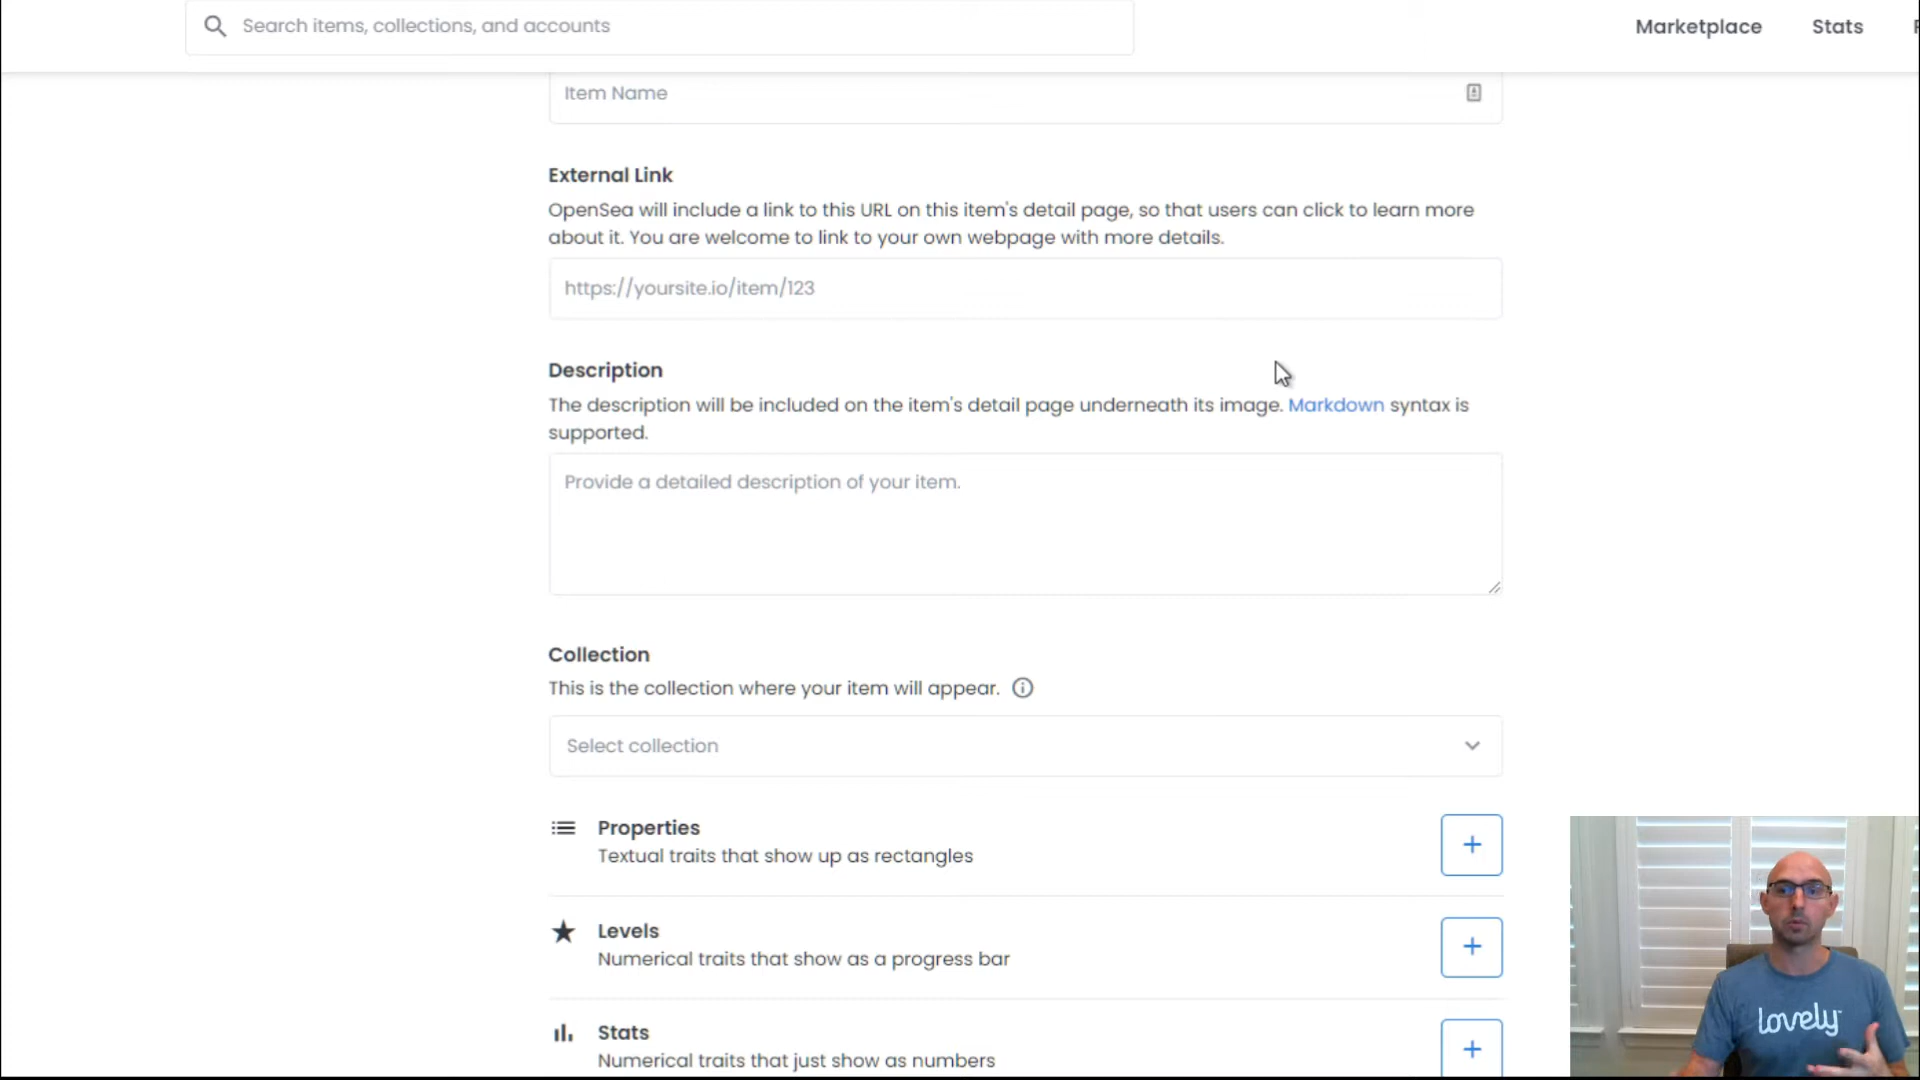 Search items, collections, and accounts
Marketplace
Stats
Item Name
External Link
OpenSea will include a link to this URL on this item's detail page, so that users can click to learn more
about it. You are welcome to link to your own webpage with more details.
https://yoursite.io/item/123
Description
The description will be included on the item's detail page underneath its image. Markdown syntax is
supported.
Provide a detailed description of your item.
Collection
This is the collection where your item will appear.
Select collection
Properties
Textual traits that show up as rectangles
Levels
Numerical traits that show as a progress bar
Stats
Numerical traits that just show as numbers
lovely